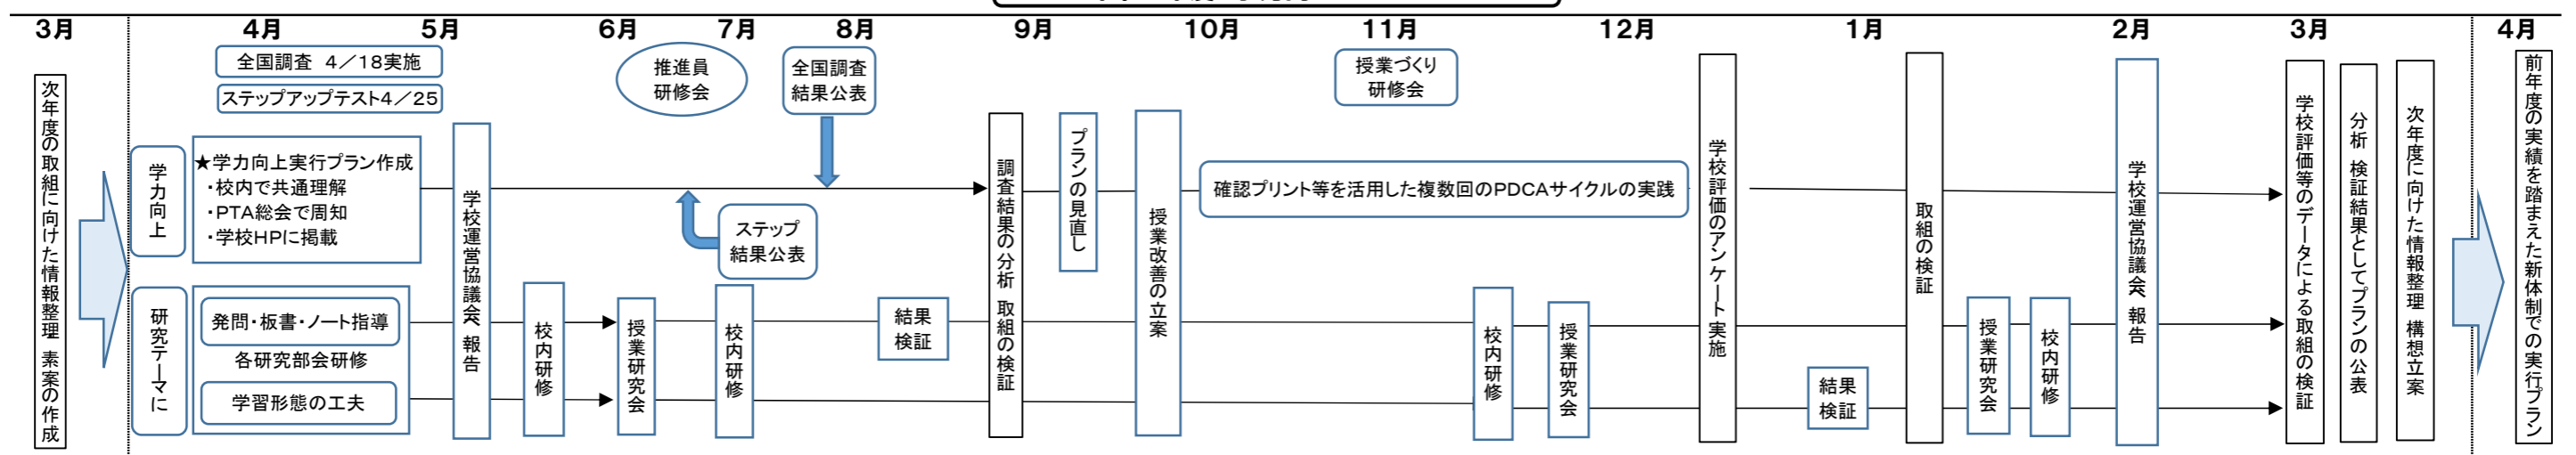 3月
4月
5月
6月
7月
8月
9月
10月
11月
12月
1月
2月
3月
4月
次年度の取組に向けた情報整理 素案の作成
全国調査 4／18実施
ステップアップテスト4／25
学力向上
★学力向上実行プラン作成
・校内で共通理解
・PTA総会で周知
・学校HPに掲載
研究テーマに
発問・板書・ノート指導
各研究部会研修
学習形態の工夫
学校運営協議会へ報告
校内研修
推進員
研修会
授業研究会
ステップ
結果公表
校内研修
全国調査
結果公表
結果
検証
調査結果の分析 取組の検証
プランの見直し
授業改善の立案
授業づくり
研修会
確認プリント等を活用した複数回のPDCAサイクルの実践
校内研修
授業研究会
学校評価のアンケート実施
結果
検証
取組の検証
授業研究会
校内研修
学校運営協議会へ報告
学校評価等のデータによる取組の検証
分析 検証結果としてプランの公表
次年度に向けた情報整理 構想立案
前年度の実績を踏まえた新体制での実行プラン